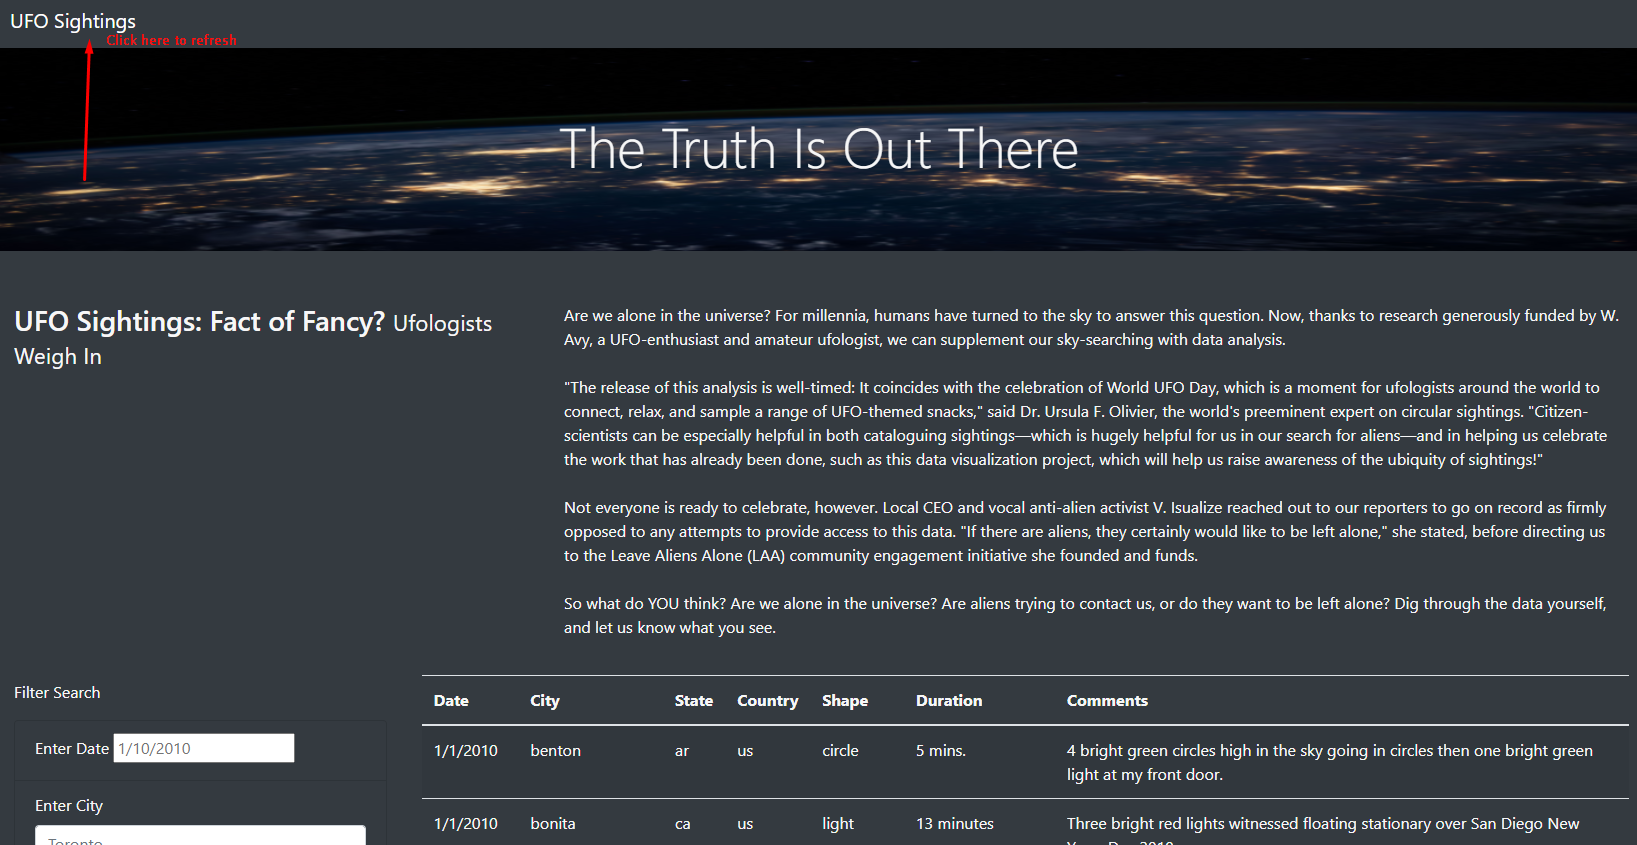 UFO Sightings
Click here to refresh
The Truth Is Out There
UFO Sightings: Fact of Fancy? Ufologists
Weigh In
Are we alone in the universe? For millennia, humans have turned to the sky to answer this question. Now, thanks to research generously funded by W.
Avy, a UFO-enthusiast and amateur ufologist, we can supplement our sky-searching with data analysis.
"The release of this analysis is well-timed: It coincides with the celebration of World UFO Day, which is a moment for ufologists around the world to
connect, relax, and sample a range of UFO-themed snacks," said Dr. Ursula F. Olivier, the world's preeminent expert on circular sightings. "Citizen-
scientists can be especially helpful in both cataloguing sightings—which is hugely helpful for us in our search for aliens—and in helping us celebrate
the work that has already been done, such as this data visualization project, which will help us raise awareness of the ubiquity of sightings!"
Not everyone is ready to celebrate, however. Local CEO and vocal anti-alien activist V. Isualize reached out to our reporters to go on record as firmly
opposed to any attempts to provide access to this data. "If there are aliens, they certainly would like to be left alone," she stated, before directing us
to the Leave Aliens Alone (LAA) community engagement initiative she founded and funds.
So what do YOU think? Are we alone in the universe? Are aliens trying to contact us, or do they want to be left alone? Dig through the data yourself,
and let us know what you see.
Filter Search
Enter Date 1/10/2010
Enter City
Toronto
Date City State Country Shape Duration Comments
1/1/2010 benton ar us circle 5 mins. 4 bright green circles high in the sky going in circles then one bright green
light at my front door.
1/1/2010 bonita ca us light 13 minutes Three bright red lights witnessed floating stationary over San Diego New